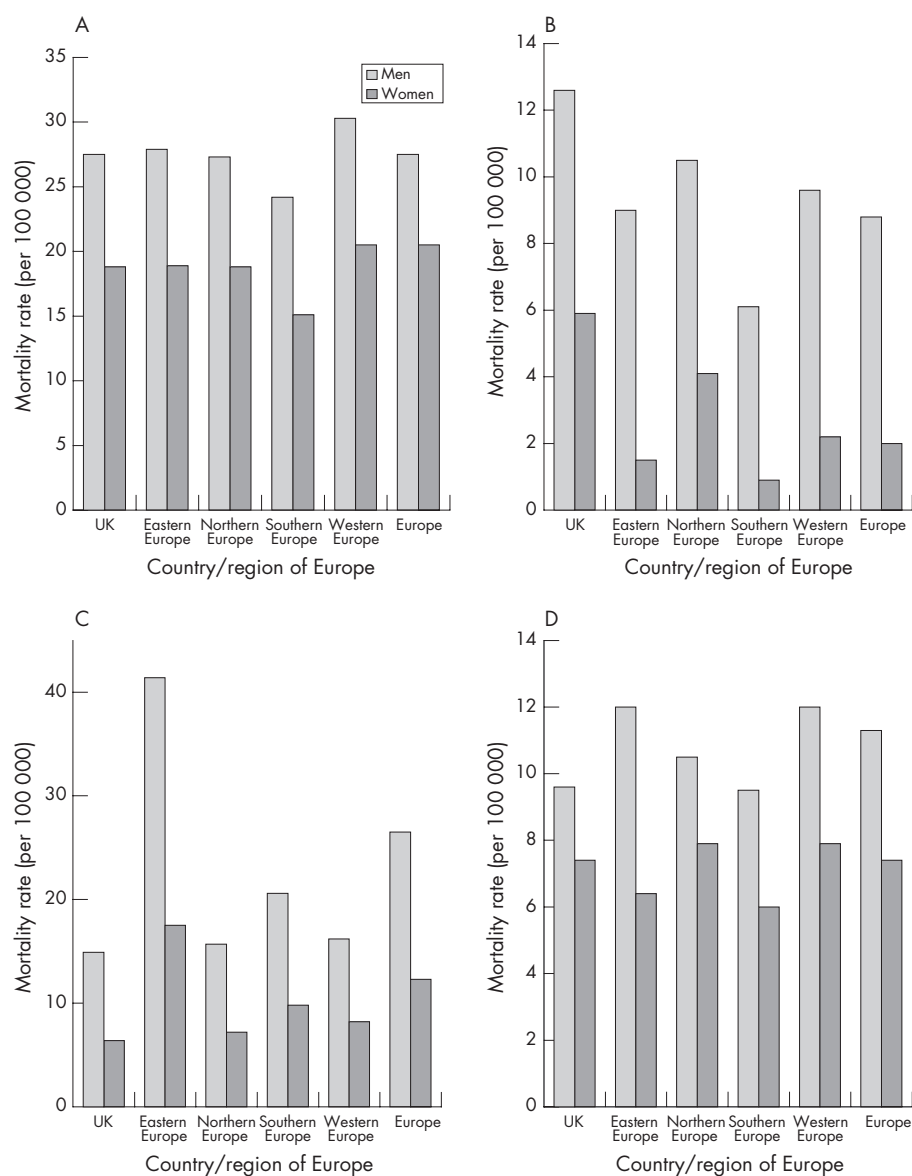 A
Mortality rate (per 100 000)
35
30
25
20
15
10
5
0
Men
Women
UK
Eastern
Europe
Northern
Europe
Southern
Europe
Western
Europe
Europe
Country/region of Europe
B
Mortality rate (per 100 000)
14
12
10
8
6
4
2
0
UK
Eastern
Europe
Northern
Europe
Southern
Europe
Western
Europe
Europe
Country/region of Europe
C
Mortality rate (per 100 000)
40
30
20
10
0
UK
Eastern
Europe
Northern
Europe
Southern
Europe
Western
Europe
Europe
Country/region of Europe
D
Mortality rate (per 100 000)
14
12
10
8
6
4
2
0
UK
Eastern
Europe
Northern
Europe
Southern
Europe
Western
Europe
Europe
Country/region of Europe